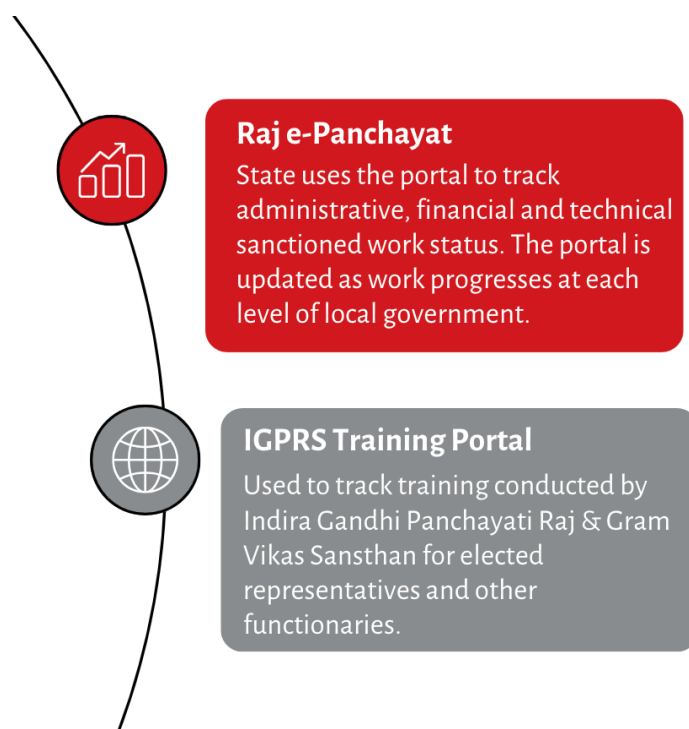 Raj e-Panchayat
State uses the portal to track
administrative, financial and technical
sanctioned work status. The portal is
updated as work progresses at each
level of local government.
IGPRS Training Portal
Used to track training conducted by
Indira Gandhi Panchayati Raj & Gram
Vikas Sansthan for elected
representatives and other
functionaries.